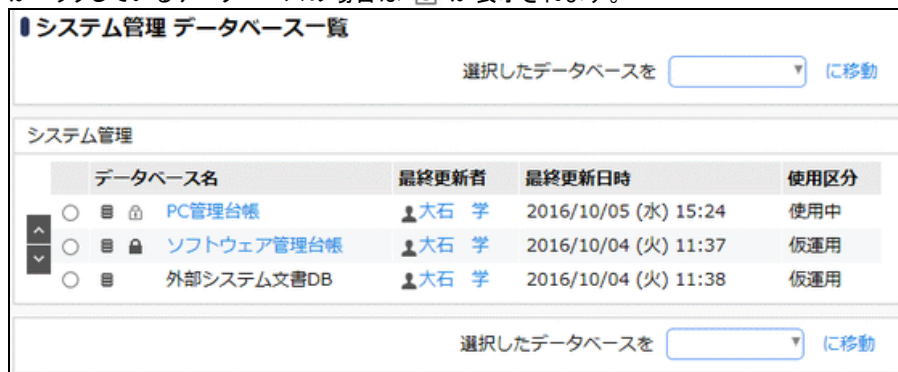 システム管理 データベース一覧
選択したデータベースを に移動
システム管理
データベース名 最終更新者 最終更新日時 使用区分
PC管理台帳 大石 学 2016/10/05 (水) 15:24 使用中
ソフトウェア管理台帳 大石 学 2016/10/04 (火) 11:37 仮運用
外部システム文書DB 大石 学 2016/10/04 (火) 11:38 仮運用
選択したデータベースを に移動